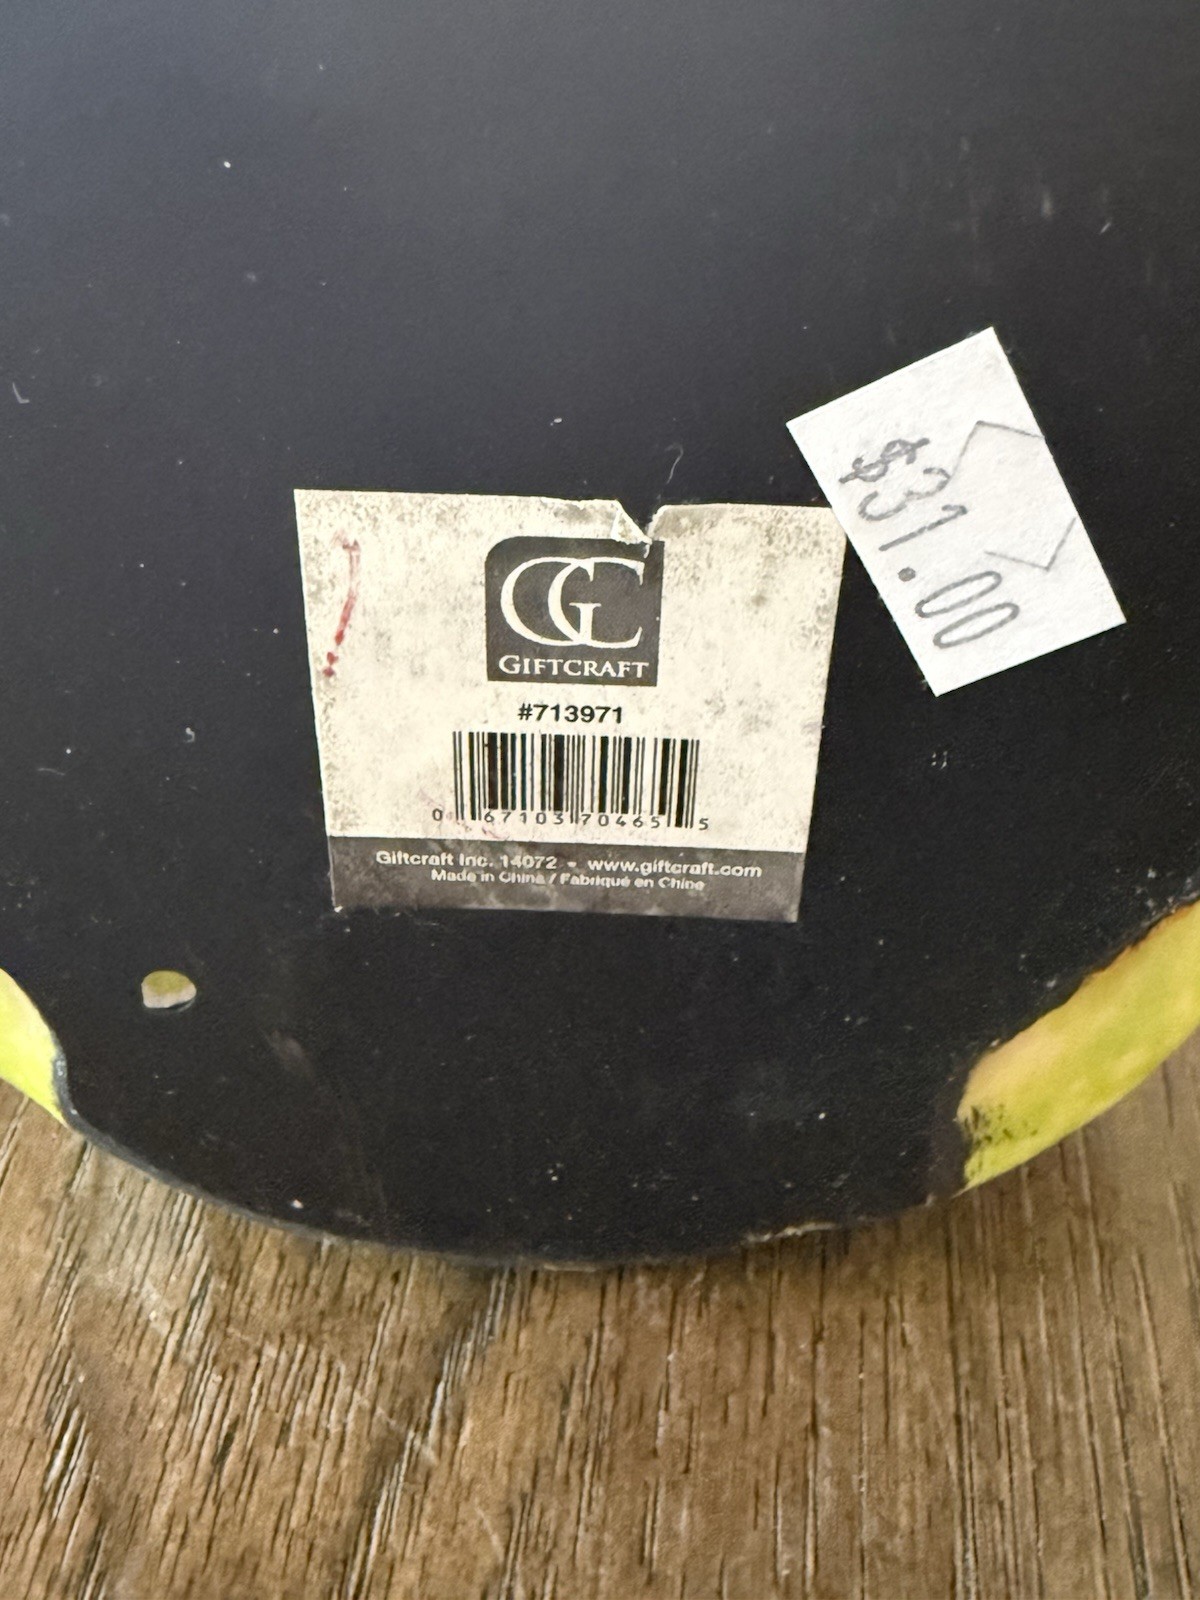 GC
GIFTCRAFT
#713971
0 67103 70465 5
Giftcraft Inc. 14072 - www.giftcraft.com
Made in China / Fabriqué en Chine
$31.00